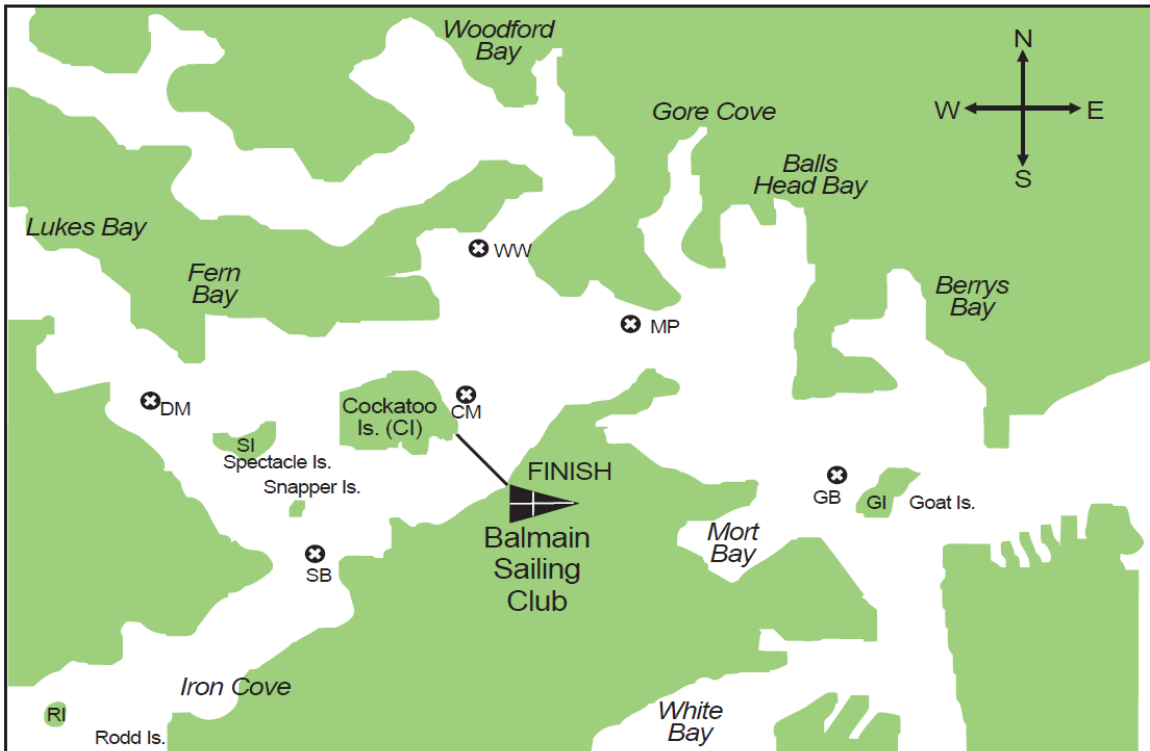 Woodford
Bay
N
W E
S
Gore Cove
Balls
Head Bay
Lukes Bay
WW
Fern
Bay
Berrys
Bay
MP
DM
Cockatoo
Is. (CI)
CM
SI
Spectacle Is.
FINISH
Snapper Is.
GB
GI
Goat Is.
Balmain
Sailing
Club
Mort
Bay
SB
Iron Cove
White
Bay
RI
Rodd Is.